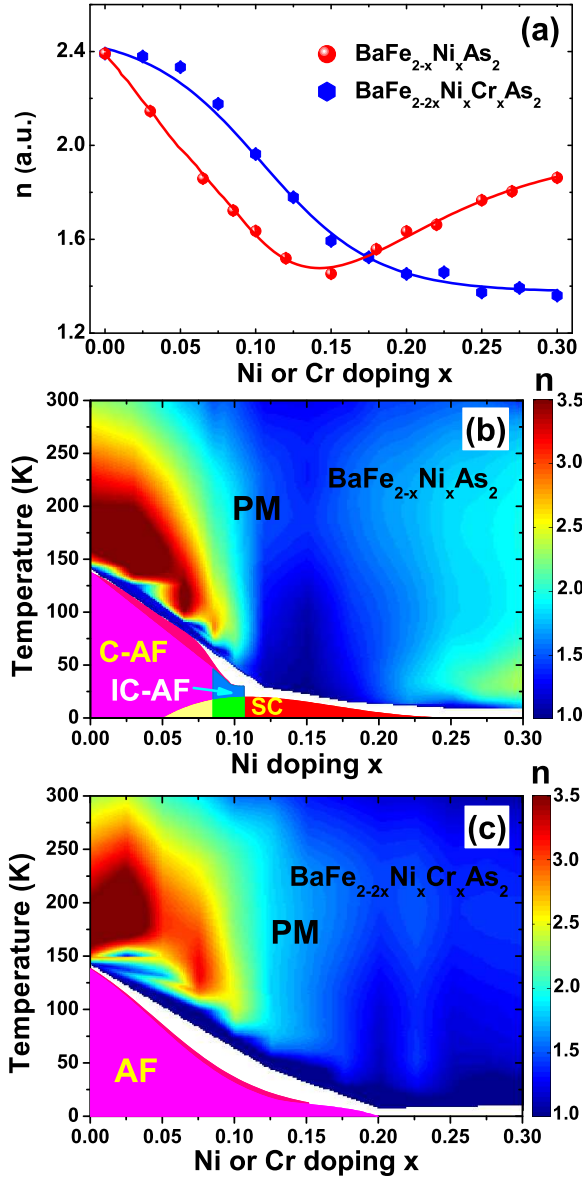 (a)
BaFe2-xNixAs2
BaFe2-2xNixCrxAs2
n (a.u.)
2.4
2.0
1.6
1.2
0.00 0.05 0.10 0.15 0.20 0.25 0.30
Ni or Cr doping x
n
(b)
BaFe2-xNixAs2
PM
C-AF
IC-AF
SC
Temperature (K)
300
250
200
150
100
50
0
0.00 0.05 0.10 0.15 0.20 0.25 0.30
Ni doping x
3.5
3.0
2.5
2.0
1.5
1.0
n
(c)
BaFe2-2xNixCrxAs2
PM
AF
Temperature (K)
300
250
200
150
100
50
0
0.00 0.05 0.10 0.15 0.20 0.25 0.30
Ni or Cr doping x
3.5
3.0
2.5
2.0
1.5
1.0